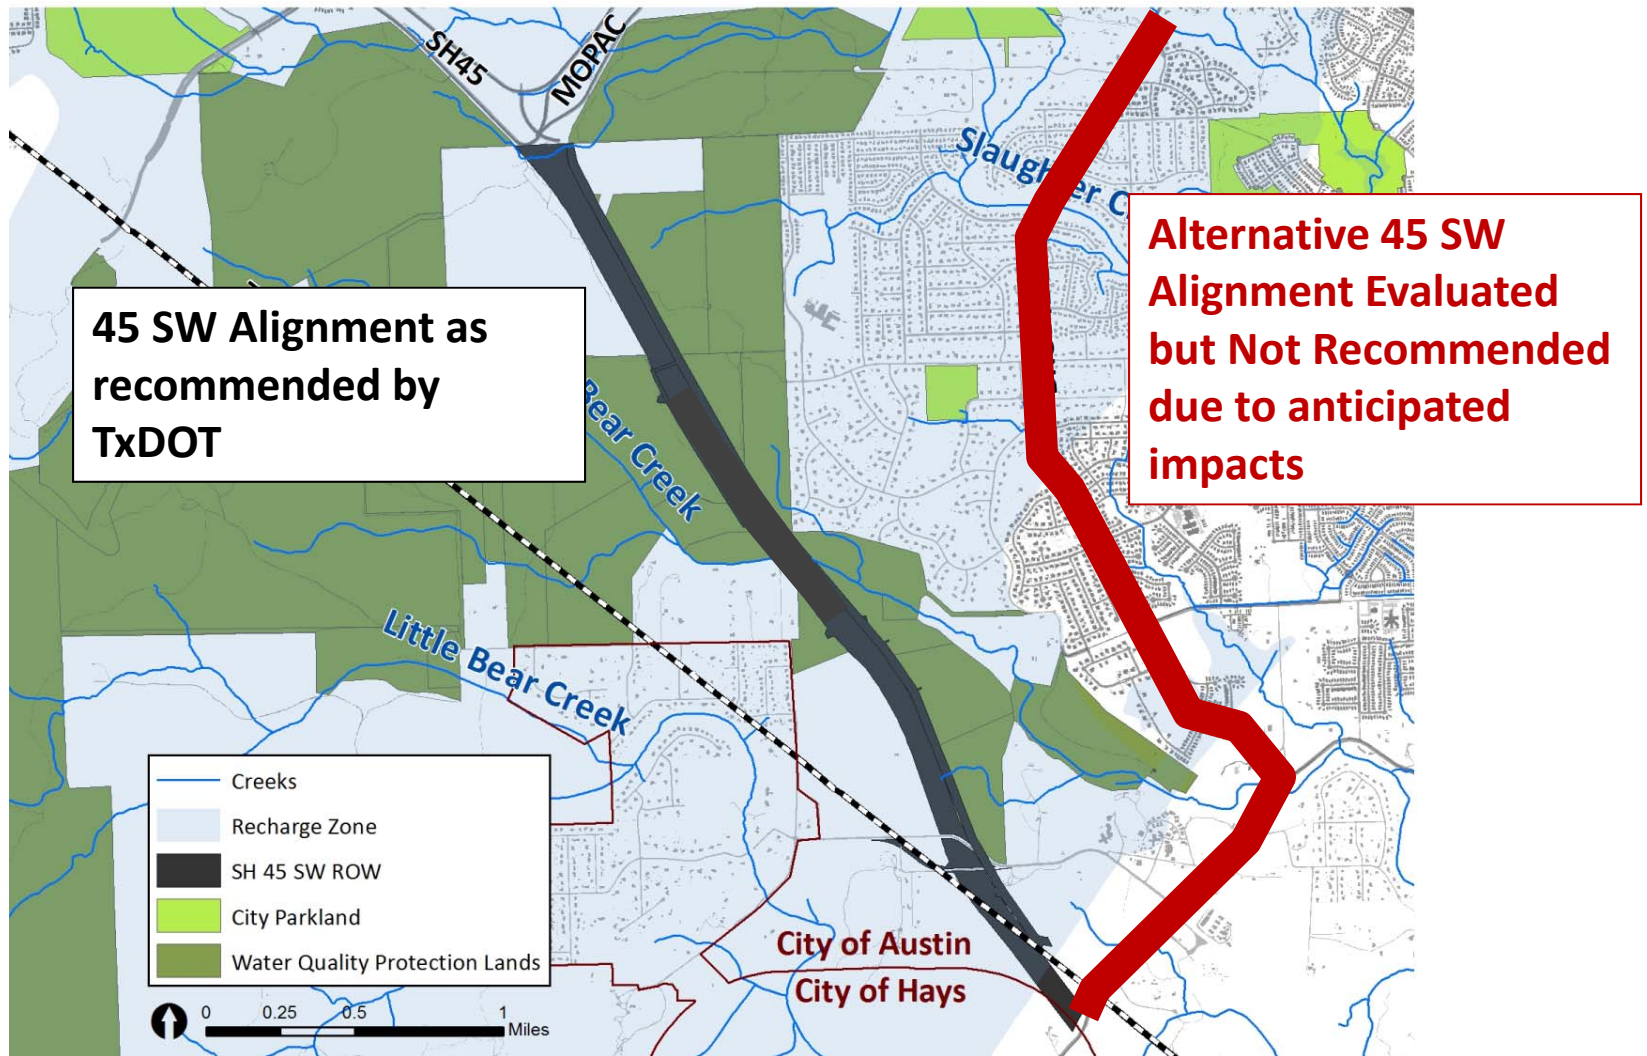 SH45
MOPAC
Slaughter C
45 SW Alignment as
recommended by
TxDOT
Alternative 45 SW
Alignment Evaluated
but Not Recommended
due to anticipated
impacts
Bear Creek
Little Bear Creek
Creeks
Recharge Zone
SH 45 SW ROW
City Parkland
Water Quality Protection Lands
0 0.25 0.5 1
Miles
City of Austin
City of Hays